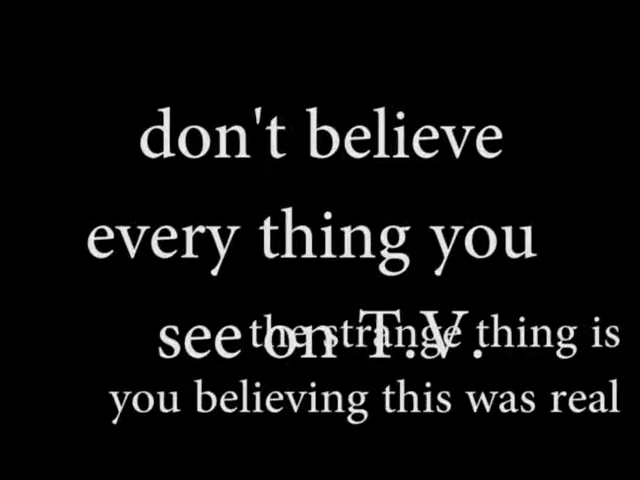 don't believe
every thing you
see on T.V.
the strange thing is
you believing this was real